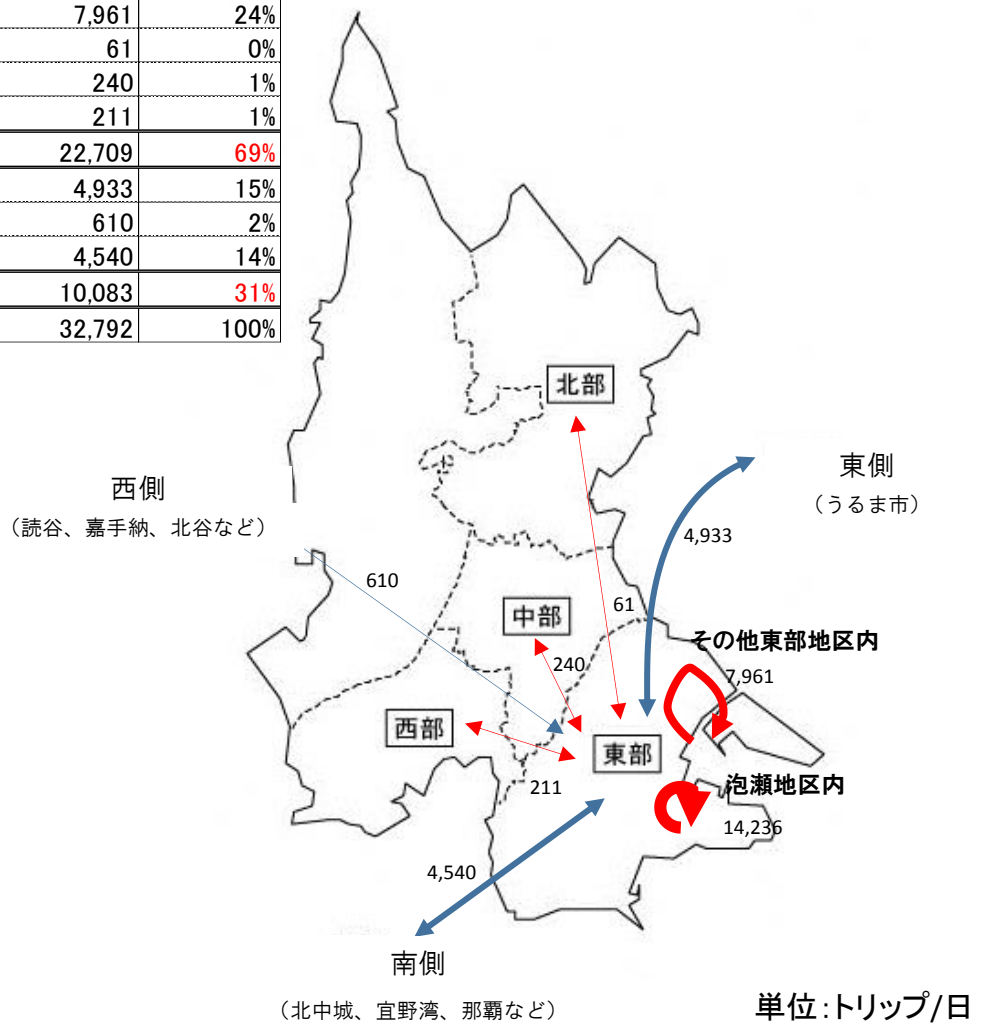 7,961 24%
61 0%
240 1%
211 1%
22,709 69%
4,933 15%
610 2%
4,540 14%
10,083 31%
32,792 100%
北部
西側
（読谷、嘉手納、北谷など）
東側
（うるま市）
4,933
610
61
中部
その他東部地区内
240
7,961
西部
東部
211
泡瀬地区内
14,236
4,540
南側
（北中城、宜野湾、那覇など）
単位：トリップ/日